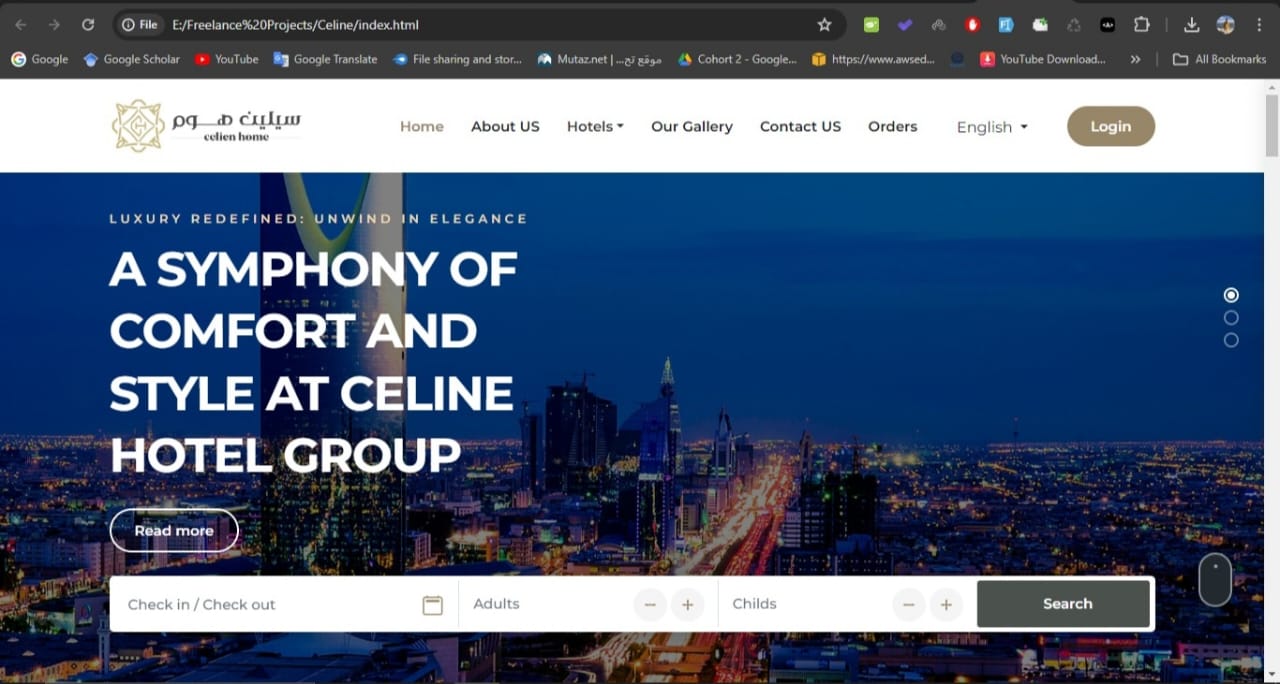 File E:/Freelance%20Projects/Celine/index.html
Google Google Scholar YouTube Google Translate File sharing and stor... Mutaz.net | موقع تح... Cohort 2 - Google... https://www.awsed... YouTube Download... » All Bookmarks
سيلين هــوم
celien home
Home About US Hotels Our Gallery Contact US Orders English Login
LUXURY REDEFINED: UNWIND IN ELEGANCE
A SYMPHONY OF
COMFORT AND
STYLE AT CELINE
HOTEL GROUP
Read more
Check in / Check out Adults − + Childs − + Search